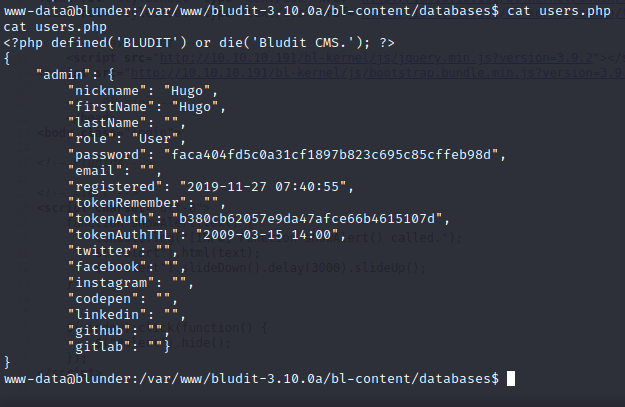 www-data@blunder:/var/www/bludit-3.10.0a/bl-content/databases$ cat users.php
cat users.php
<?php defined('BLUDIT') or die('Bludit CMS.'); ?>
{
    "admin": {
        "nickname": "Hugo",
        "firstName": "Hugo",
        "lastName": "",
        "role": "User",
        "password": "faca404fd5c0a31cf1897b823c695c85cffeb98d",
        "email": "",
        "registered": "2019-11-27 07:40:55",
        "tokenRemember": "",
        "tokenAuth": "b380cb62057e9da47afce66b4615107d",
        "tokenAuthTTL": "2009-03-15 14:00",
        "twitter": "",
        "facebook": "",
        "instagram": "",
        "codepen": "",
        "linkedin": "",
        "github": "",
        "gitlab": ""}
}
www-data@blunder:/var/www/bludit-3.10.0a/bl-content/databases$